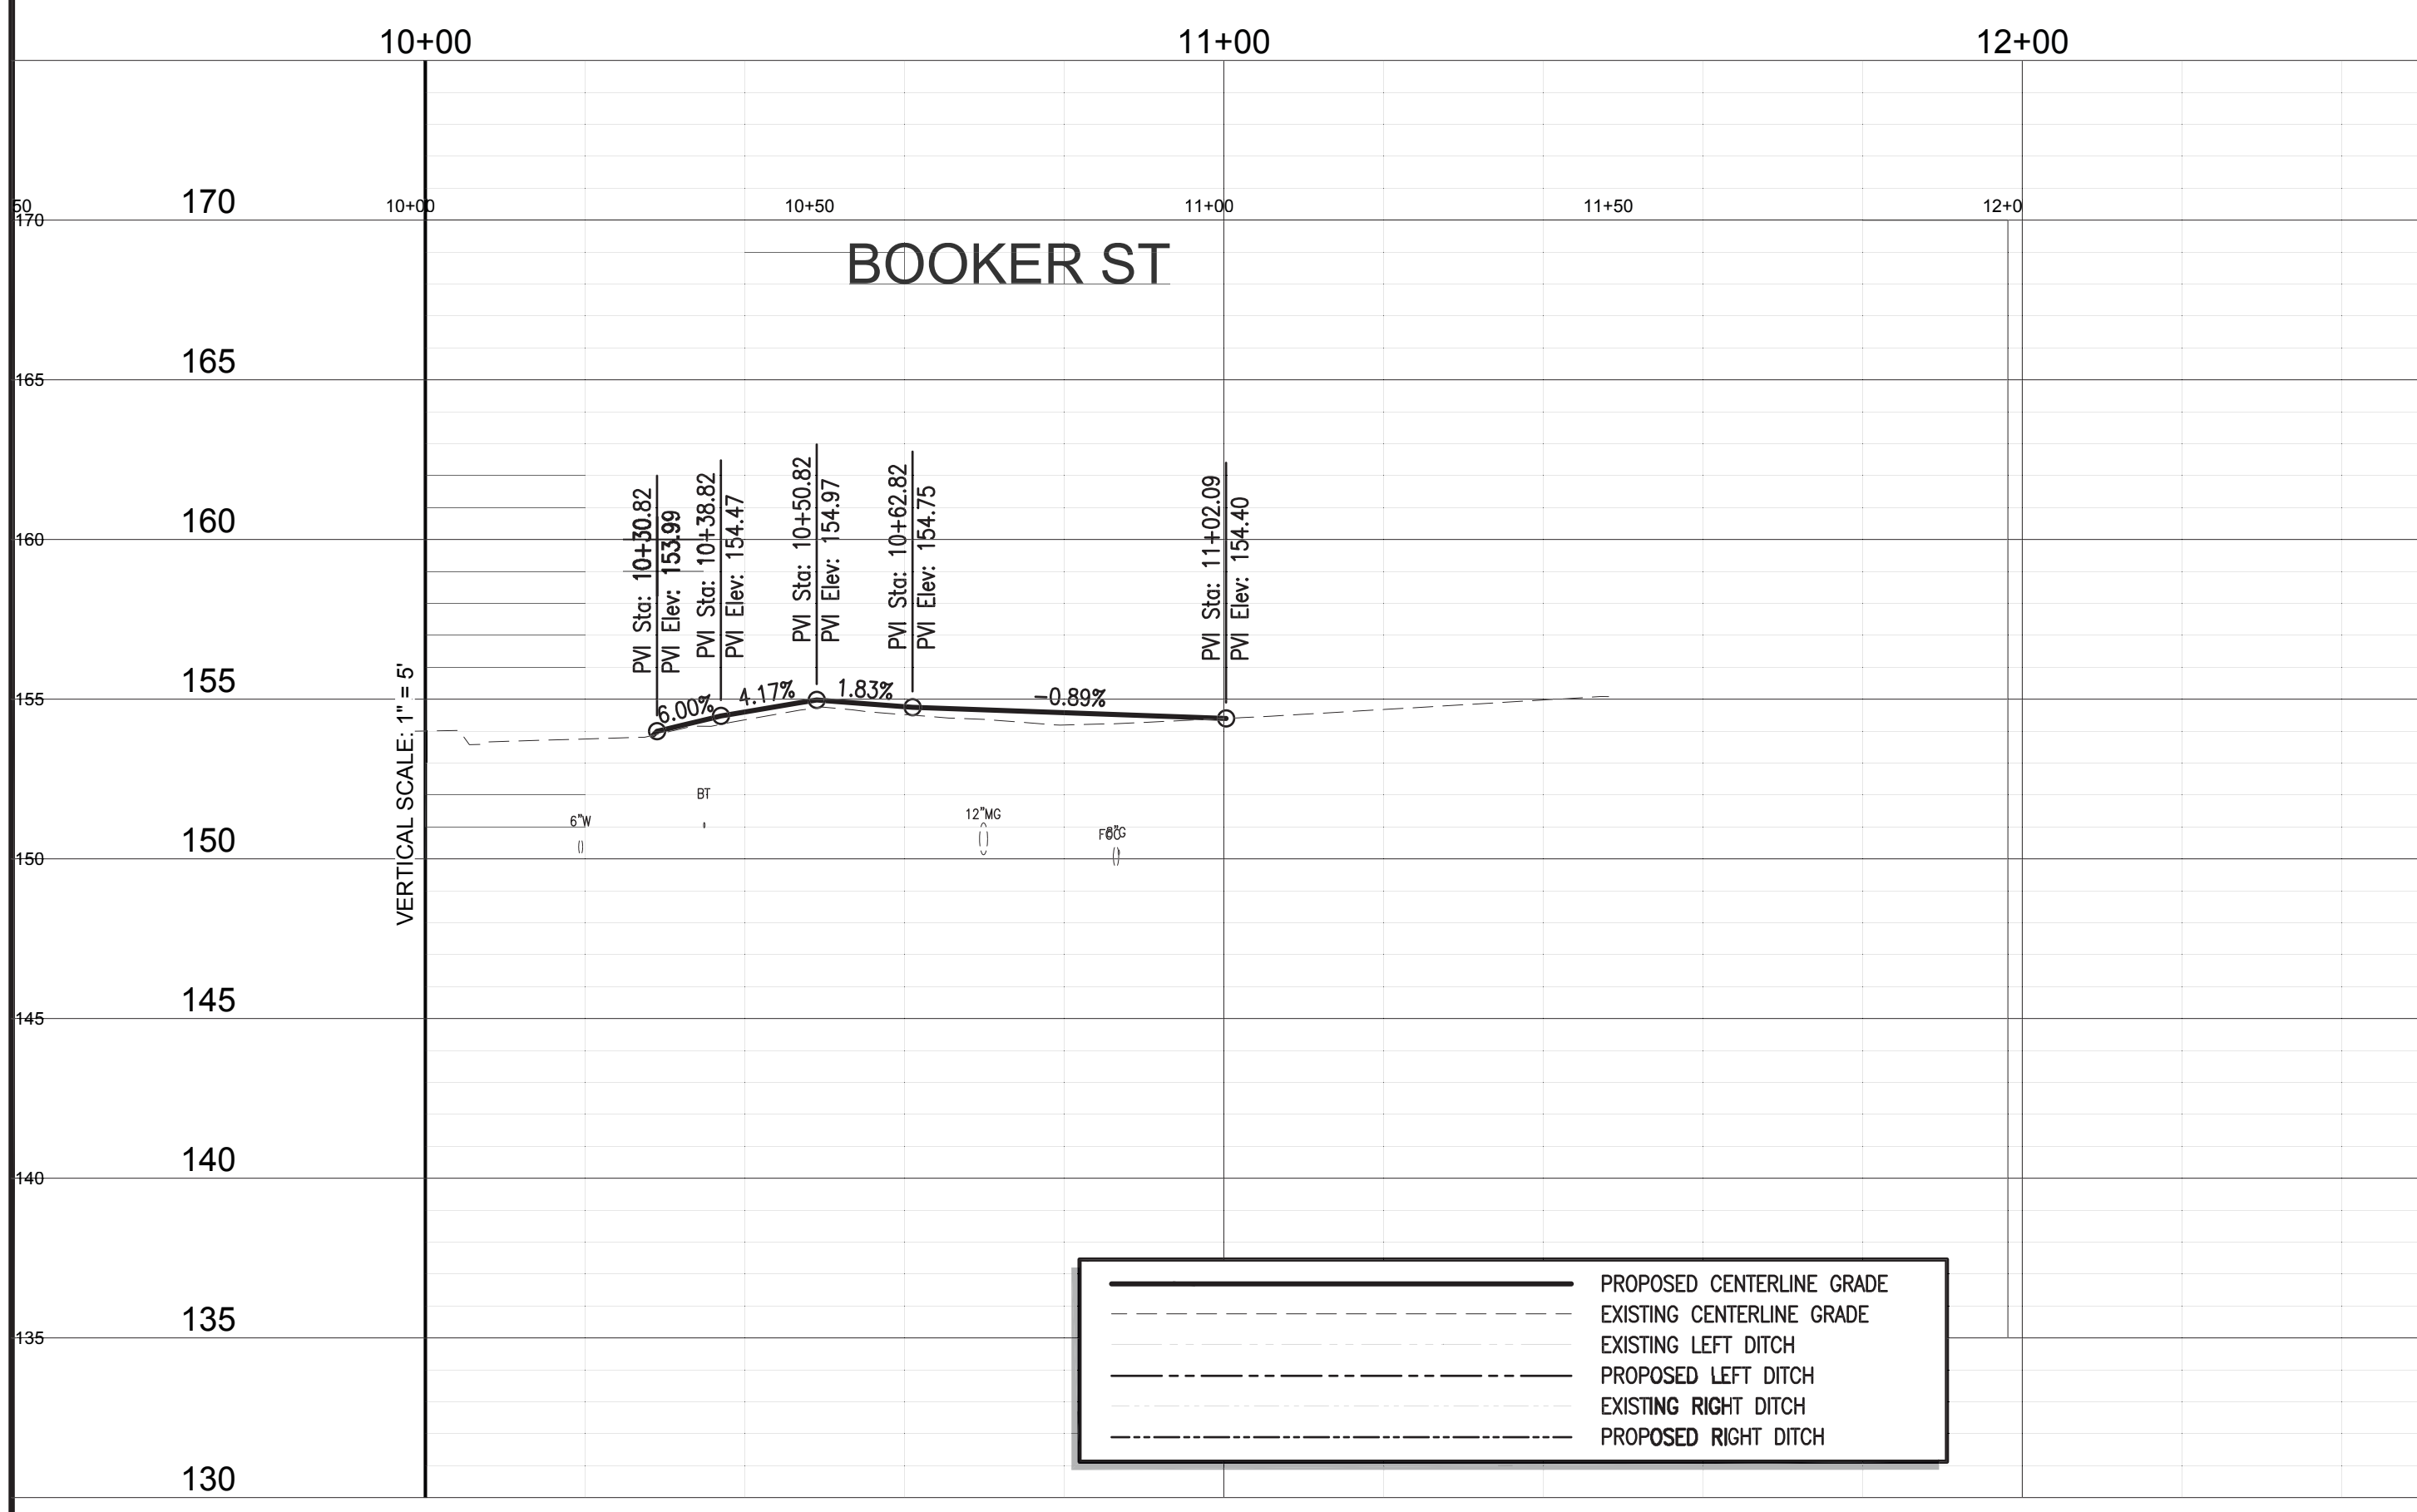 10+00
11+00
12+00
170
50
170
10+00
10+50
11+00
11+50
12+0
BOOKER ST
165
165
160
160
PVI Sta: 10+30.82
PVI Elev: 153.99
PVI Sta: 10+38.82
PVI Elev: 154.47
PVI Sta: 10+50.82
PVI Elev: 154.97
PVI Sta: 10+62.82
PVI Elev: 154.75
PVI Sta: 11+02.09
PVI Elev: 154.40
155
155
6.00%
4.17%
1.83%
-0.89%
VERTICAL SCALE: 1" = 5'
6"W
BT
12"MG
150
150
145
145
140
140
135
135
130
PROPOSED CENTERLINE GRADE
EXISTING CENTERLINE GRADE
EXISTING LEFT DITCH
PROPOSED LEFT DITCH
EXISTING RIGHT DITCH
PROPOSED RIGHT DITCH